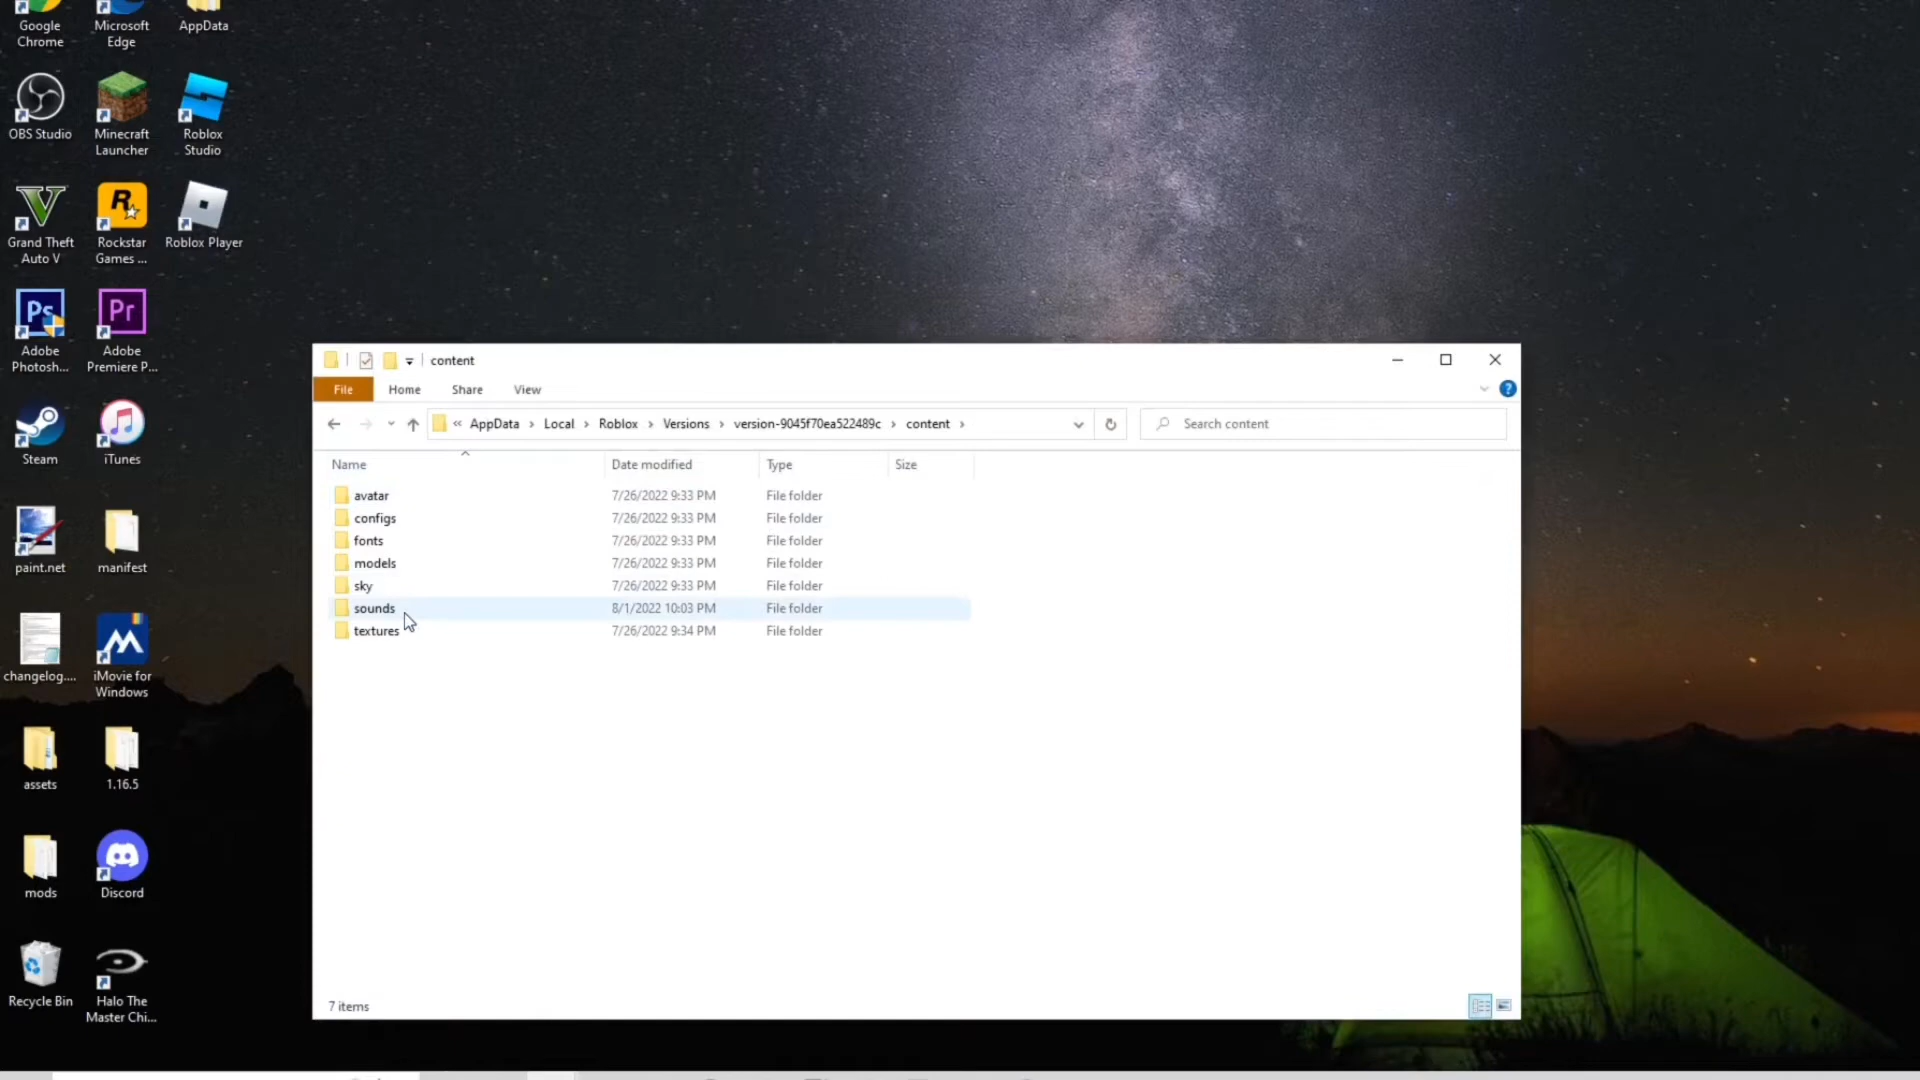 Google
Chrome
Microsoft
Edge
AppData
OBS Studio
Minecraft
Launcher
Roblox
Studio
Grand Theft
Auto V
Rockstar
Games ...
Roblox Player
Adobe
Photosh...
Adobe
Premiere P...
Steam
iTunes
paint.net
manifest
changelog....
iMovie for
Windows
assets
1.16.5
mods
Discord
Recycle Bin
Halo The
Master Chi...
content
File Home Share View
« AppData › Local › Roblox › Versions › version-9045f70ea522489c › content ›
Search content
Name Date modified Type Size
avatar 7/26/2022 9:33 PM File folder
configs 7/26/2022 9:33 PM File folder
fonts 7/26/2022 9:33 PM File folder
models 7/26/2022 9:33 PM File folder
sky 7/26/2022 9:33 PM File folder
sounds 8/1/2022 10:03 PM File folder
textures 7/26/2022 9:34 PM File folder
7 items